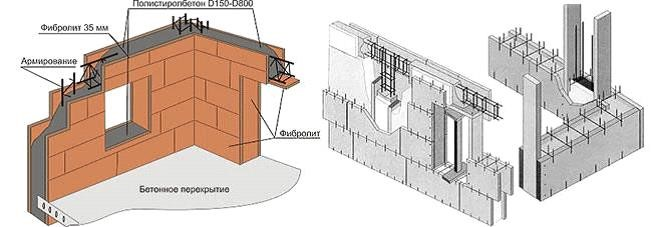 Полистиролбетон D150-D800
Фибролит 35 мм
Армирование
Фибролит
Бетонное перекрытие